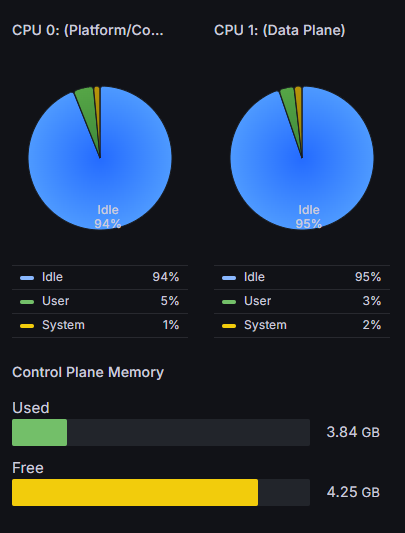 CPU 0: (Platform/Co...
CPU 1: (Data Plane)
Idle
94%
Idle
95%
Idle 94%
User 5%
System 1%
Idle 95%
User 3%
System 2%
Control Plane Memory
Used
3.84 GB
Free
4.25 GB